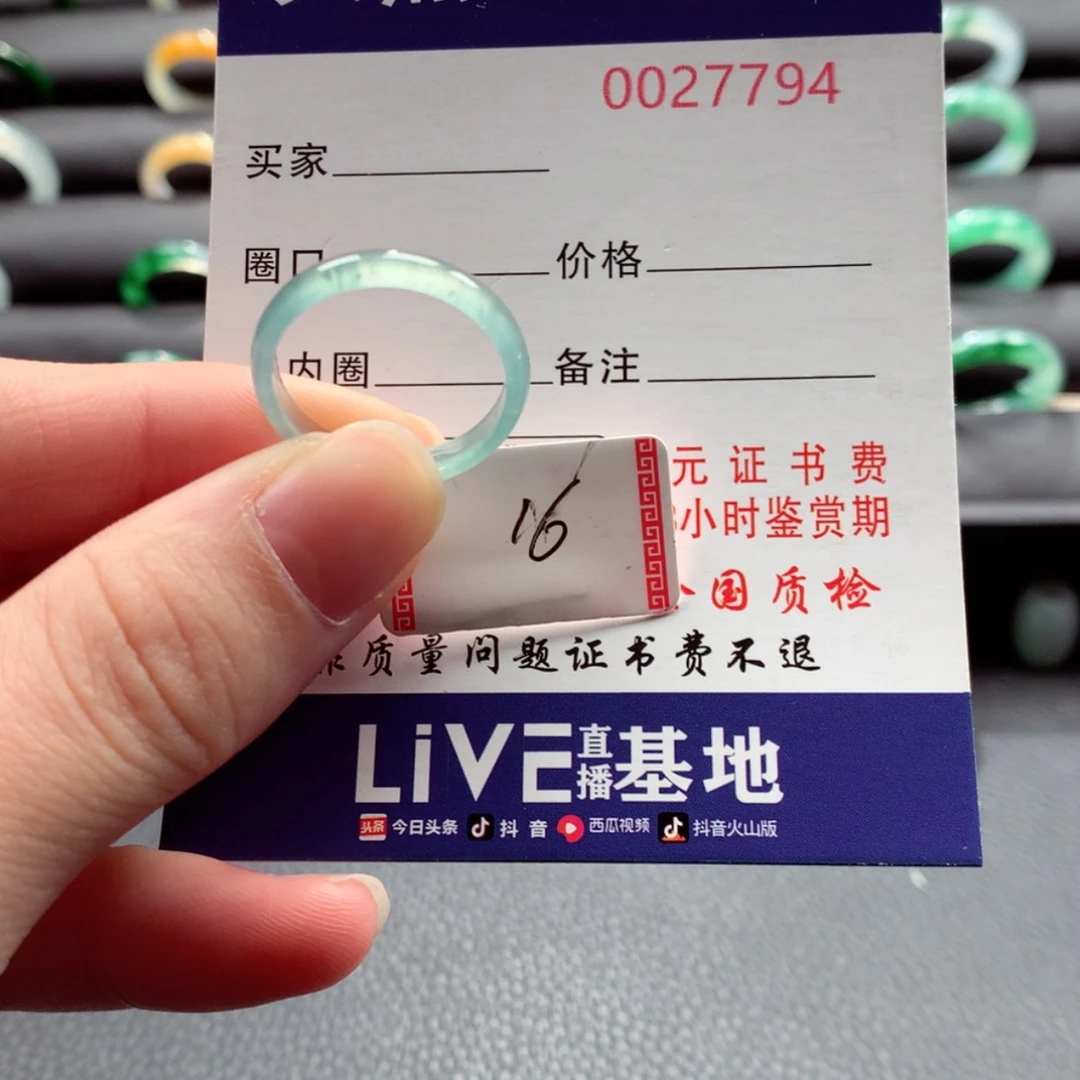 0027794
买家
圈口 价格
内圈 备注
元证书费
小时鉴赏期
16
国质检
质量问题证书费不退
LiVE直播基地
头条 今日头条 抖音 西瓜视频 抖音火山版